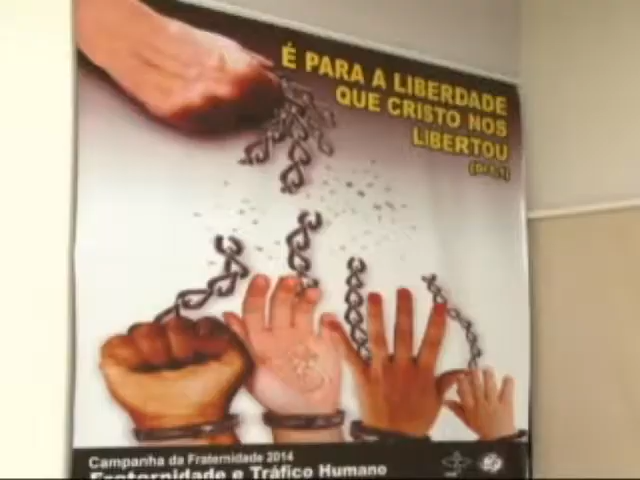 É PARA A LIBERDADE
QUE CRISTO NOS
LIBERTOU
Campanha da Fraternidade 2014
Fraternidade e Tráfico Humano